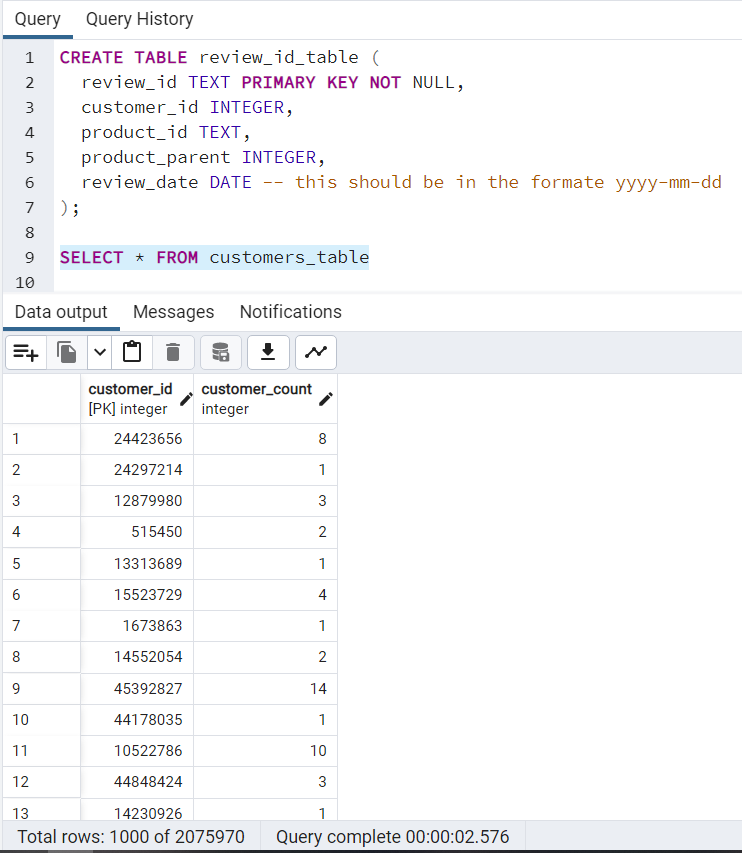 Query Query History
1 CREATE TABLE review_id_table (
2 review_id TEXT PRIMARY KEY NOT NULL,
3 customer_id INTEGER,
4 product_id TEXT,
5 product_parent INTEGER,
6 review_date DATE -- this should be in the formate yyyy-mm-dd
7 );
8
9 SELECT * FROM customers_table
10
Data output Messages Notifications
customer_id customer_count
[PK] integer integer
1 24423656 8
2 24297214 1
3 12879980 3
4 515450 2
5 13313689 1
6 15523729 4
7 1673863 1
8 14552054 2
9 45392827 14
10 44178035 1
11 10522786 10
12 44848424 3
13 14230926 1
Total rows: 1000 of 2075970 Query complete 00:00:02.576